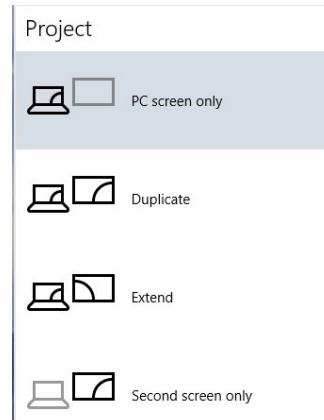 Project
PC screen only
Duplicate
Extend
Second screen only